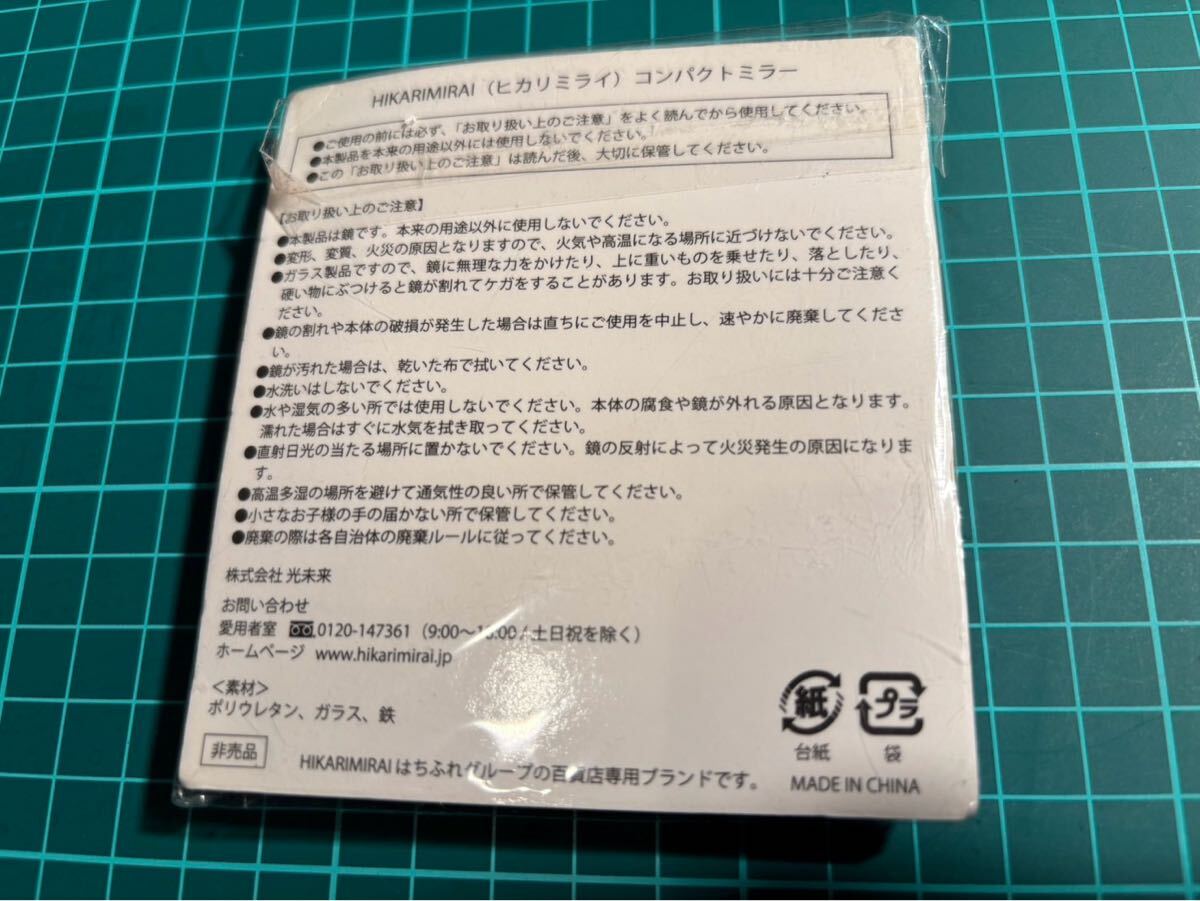 HIKARIMIRAI（ヒカリミライ）コンパクトミラー
●ご使用の前には必ず、「お取り扱い上のご注意」をよく読んでから使用してください。
●本製品を本来の用途以外には使用しないでください。
●この「お取り扱い上のご注意」は読んだ後、大切に保管してください。
【お取り扱い上のご注意】
●本製品は鏡です。本来の用途以外に使用しないでください。
●変形、変質、火災の原因となりますので、火気や高温になる場所に近づけないでください。
●ガラス製品ですので、鏡に無理な力をかけたり、上に重いものを乗せたり、落としたり、
硬い物にぶつけると鏡が割れてケガをすることがあります。お取り扱いには十分ご注意く
ださい。
●鏡の割れや本体の破損が発生した場合は直ちにご使用を中止し、速やかに廃棄してくださ
い。
●鏡が汚れた場合は、乾いた布で拭いてください。
●水洗いはしないでください。
●水や湿気の多い所では使用しないでください。本体の腐食や鏡が外れる原因となります。
濡れた場合はすぐに水気を拭き取ってください。
●直射日光の当たる場所に置かないでください。鏡の反射によって火災発生の原因になりま
す。
●高温多湿の場所を避けて通気性の良い所で保管してください。
●小さなお子様の手の届かない所で保管してください。
●廃棄の際は各自治体の廃棄ルールに従ってください。
株式会社 光未来
お問い合わせ
愛用者室 0120-147361（9:00～ /土日祝を除く）
ホームページ www.hikarimirai.jp
＜素材＞
ポリウレタン、ガラス、鉄
紙 プラ
台紙 袋
非売品
HIKARIMIRAIはちふれグループの百貨店専用ブランドです。
MADE IN CHINA